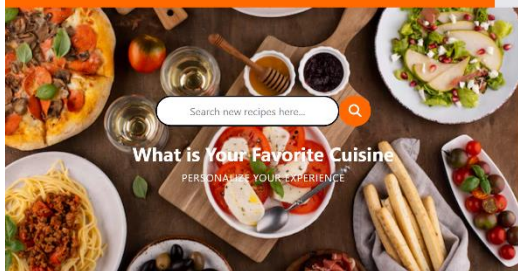 Search new recipes here...
What is Your Favorite Cuisine
PERSONALIZE YOUR EXPERIENCE